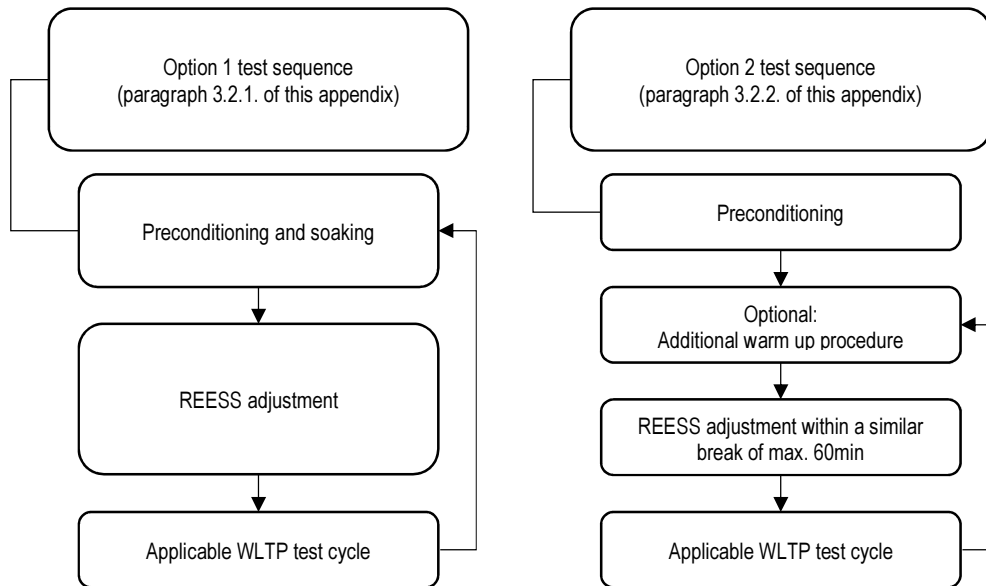 Option 1 test sequence
(paragraph 3.2.1. of this appendix)
Preconditioning and soaking
REESS adjustment
Applicable WLTP test cycle
Option 2 test sequence
(paragraph 3.2.2. of this appendix)
Preconditioning
Optional:
Additional warm up procedure
REESS adjustment within a similar
break of max. 60min
Applicable WLTP test cycle